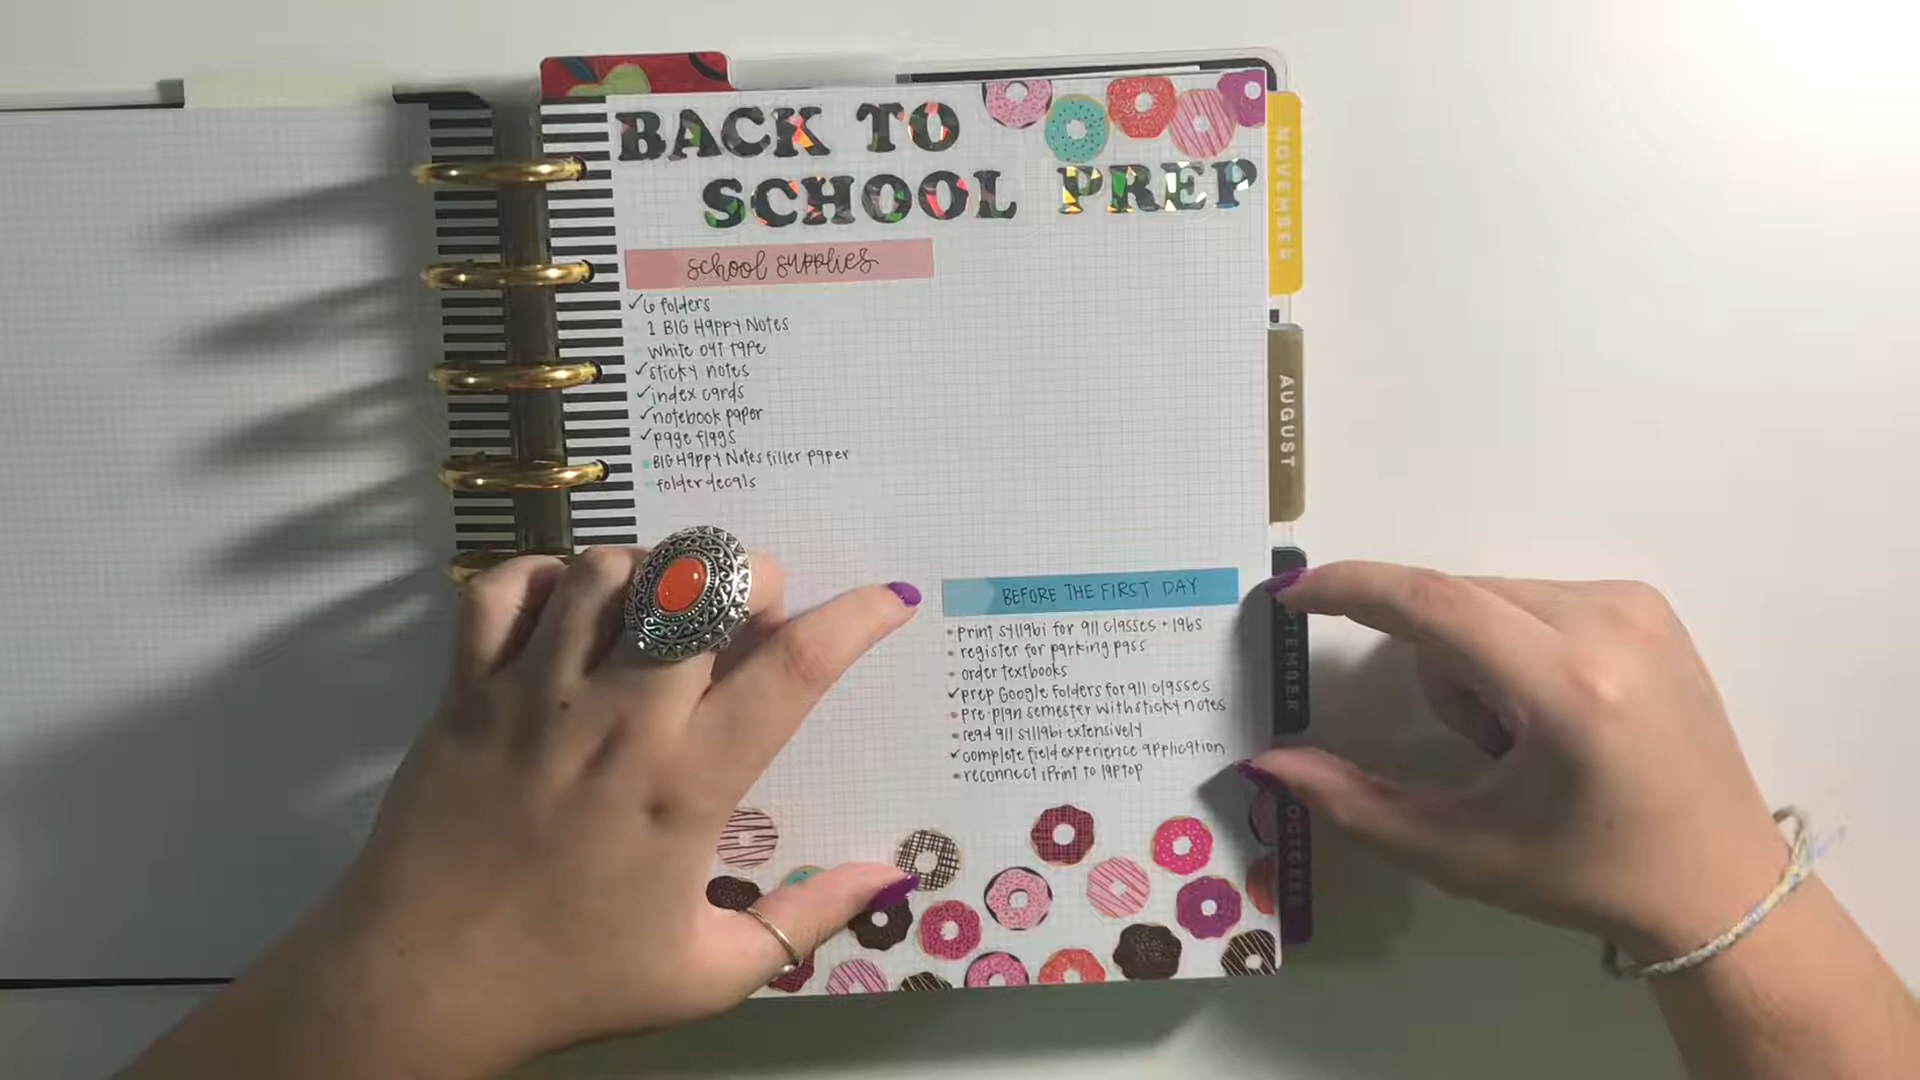 BACK TO
SCHOOL PREP
school supplies
✓6 folders
1 BIG Happy Notes
white out tape
✓sticky notes
✓index cards
✓notebook paper
✓page flags
•BIG Happy Notes filler paper
•folder decals
BEFORE THE FIRST DAY
•print syllabi for all classes + labs
•register for parking pass
•order textbooks
✓prep Google Folders for all classes
•pre-plan semester with sticky notes
•read all syllabi extensively
✓complete field experience application
•reconnect iPrint to laptop
NOVEMBER
AUGUST
PTEMBER
OCTOBER